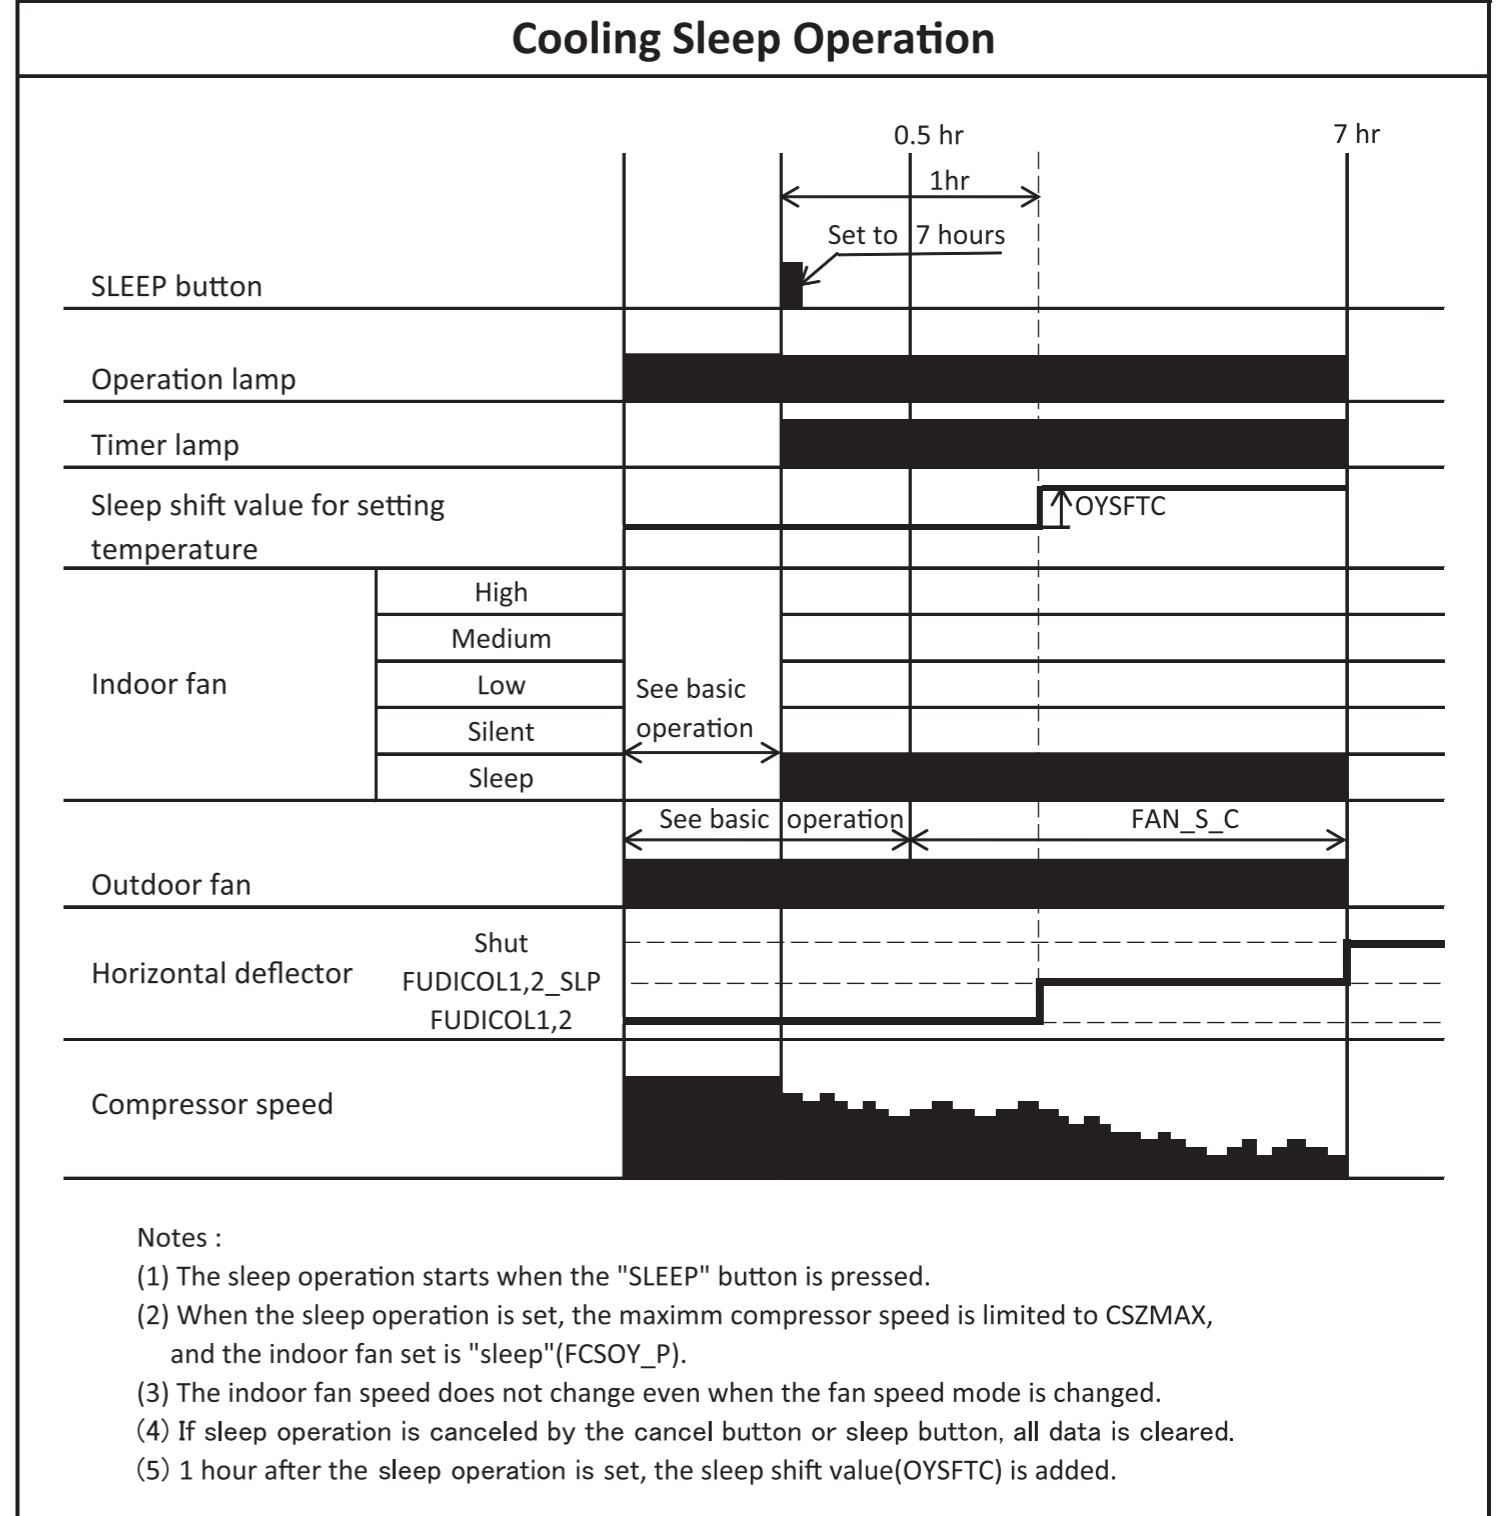 Cooling Sleep Operation
0.5 hr
7 hr
1hr
Set to 7 hours
SLEEP button
Operation lamp
Timer lamp
Sleep shift value for setting
temperature
OYSFTC
Indoor fan
High
Medium
Low
Silent
Sleep
See basic
operation
See basic operation
FAN_S_C
Outdoor fan
Horizontal deflector
Shut
FUDICOL1,2_SLP
FUDICOL1,2
Compressor speed
Notes :
(1) The sleep operation starts when the "SLEEP" button is pressed.
(2) When the sleep operation is set, the maximm compressor speed is limited to CSZMAX,
and the indoor fan set is "sleep"(FCSOY_P).
(3) The indoor fan speed does not change even when the fan speed mode is changed.
(4) If sleep operation is canceled by the cancel button or sleep button, all data is cleared.
(5) 1 hour after the sleep operation is set, the sleep shift value(OYSFTC) is added.